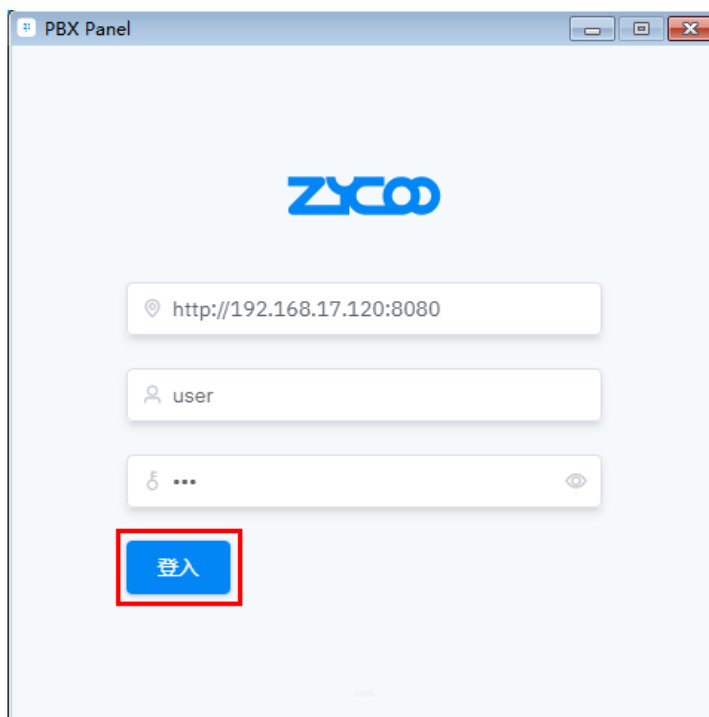 PBX Panel
ZYCOO
http://192.168.17.120:8080
user
•••
登入